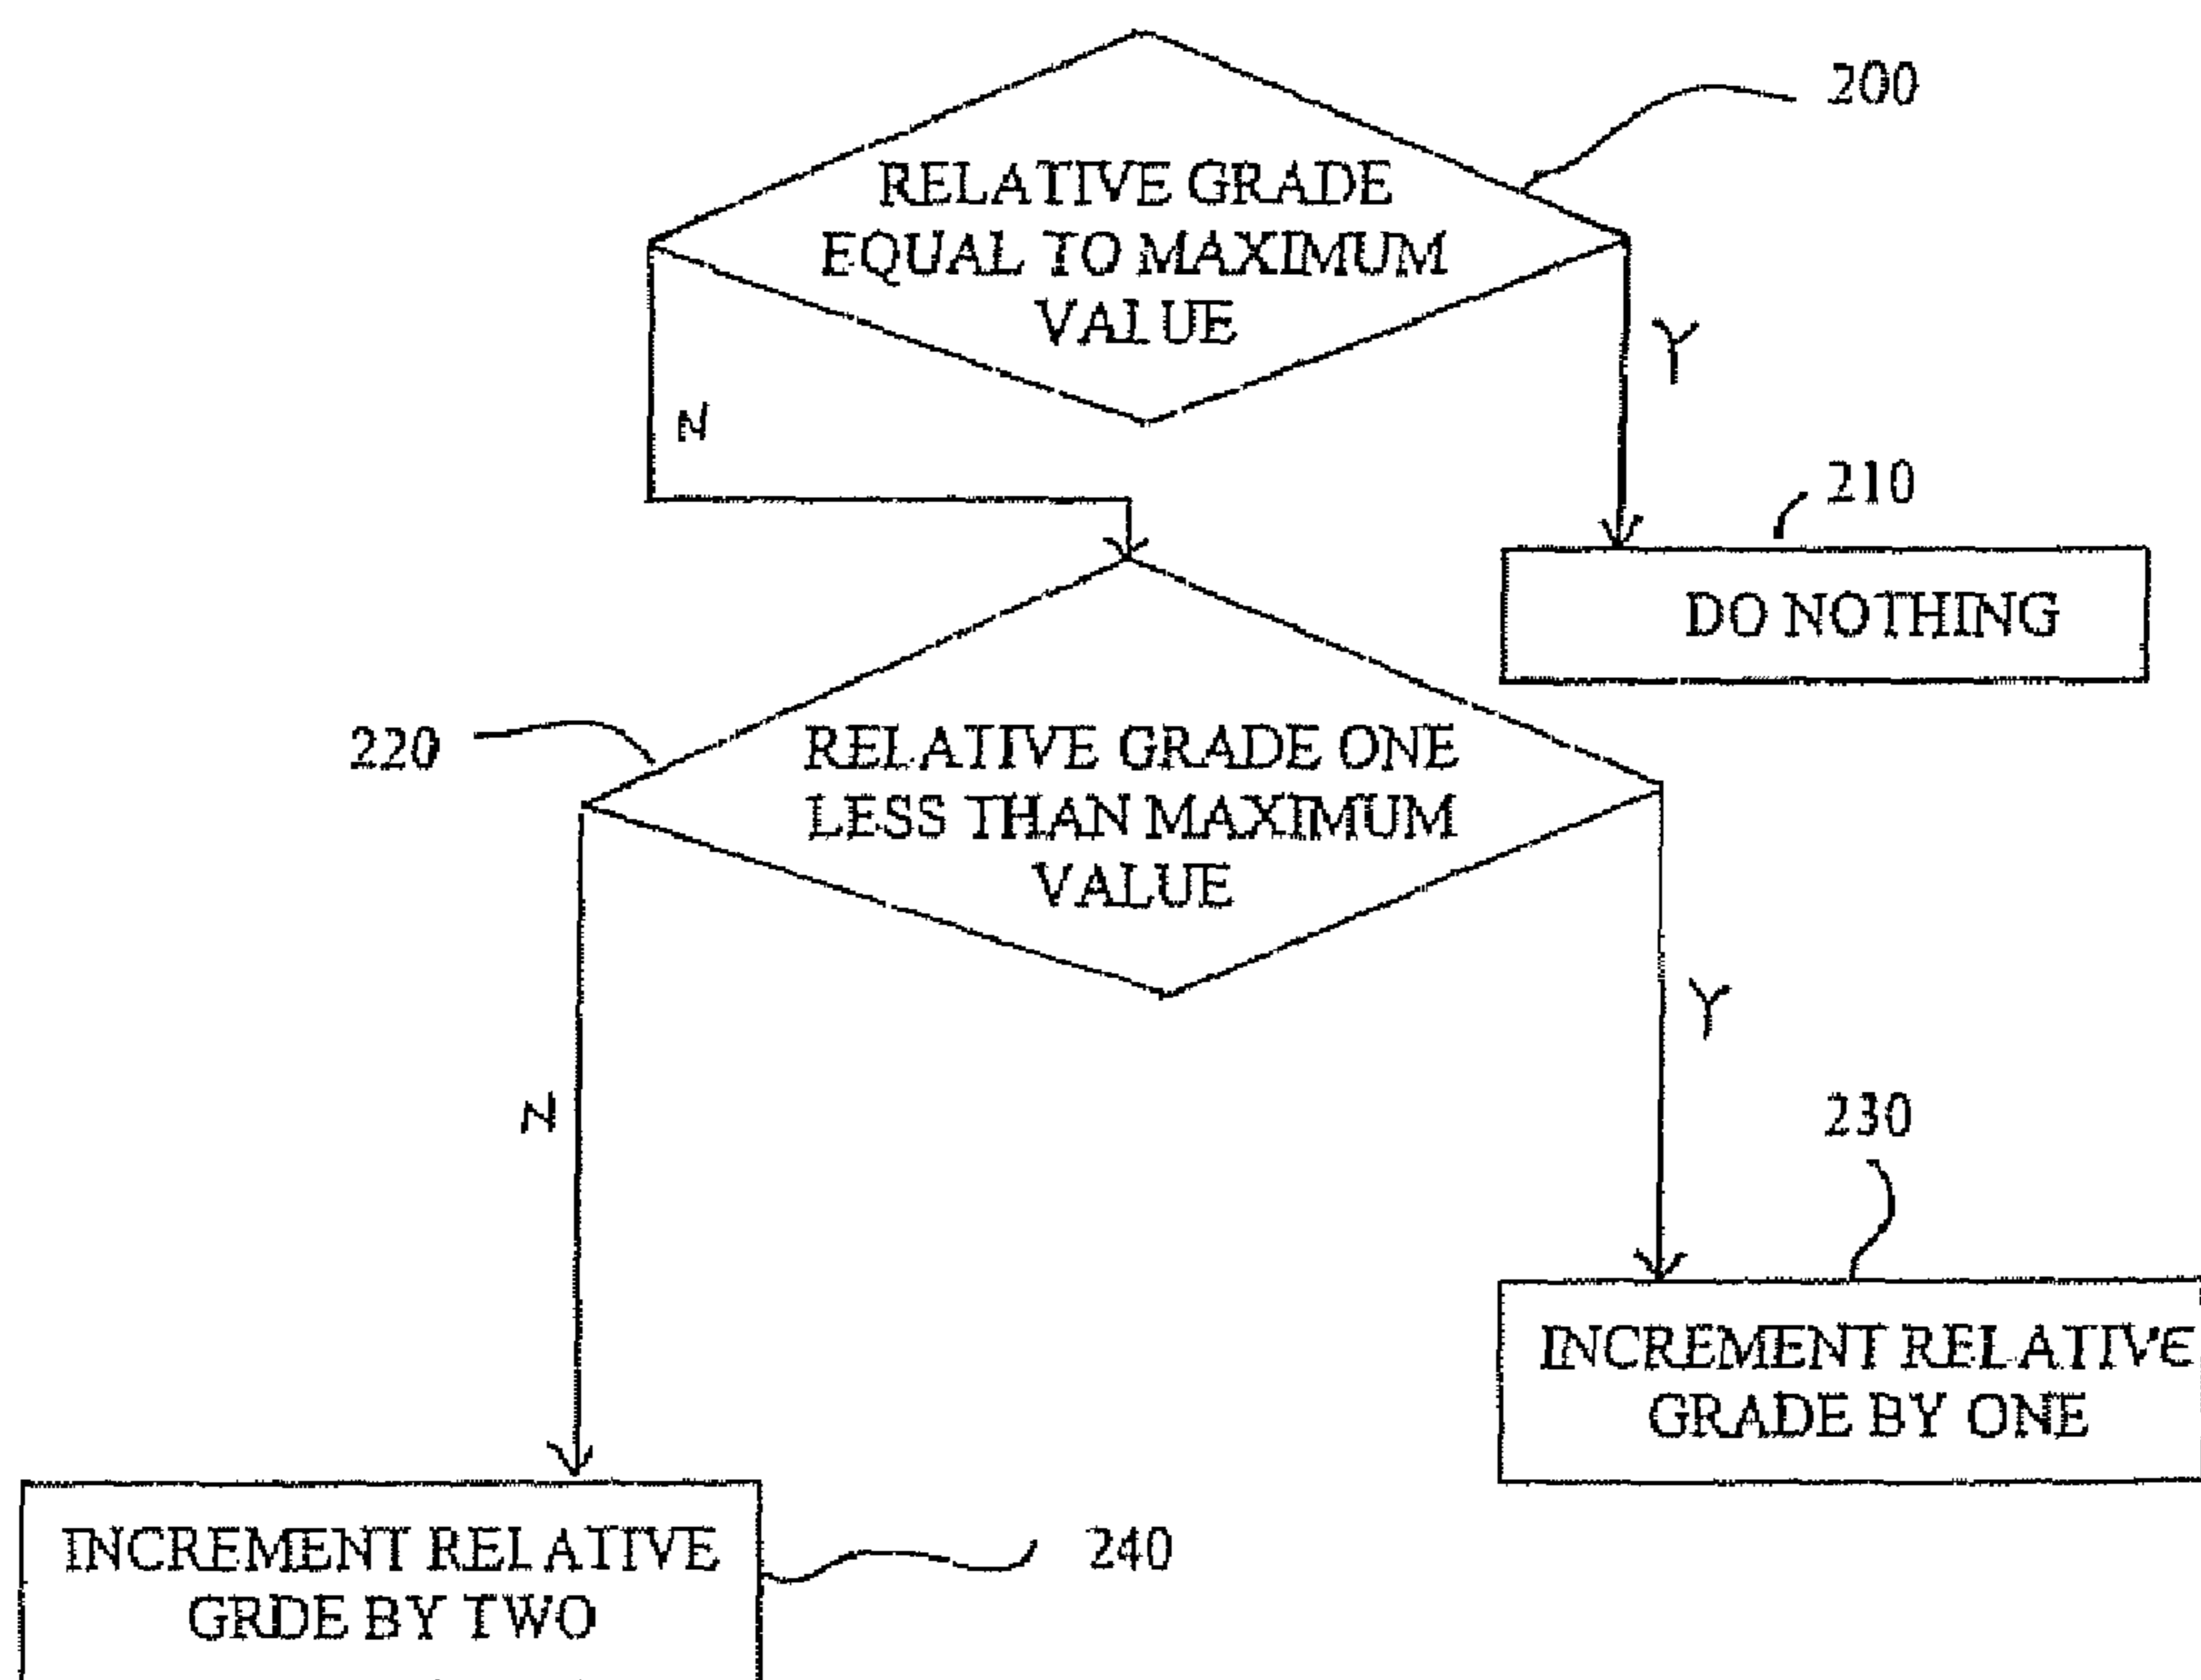 200
RELATIVE GRADE
EQUAL TO MAXIMUM
VALUE
Y
N
210
DO NOTHING
220
RELATIVE GRADE ONE
LESS THAN MAXIMUM
VALUE
Y
N
230
INCREMENT RELATIVE
GRADE BY ONE
INCREMENT RELATIVE
GRDE BY TWO
240